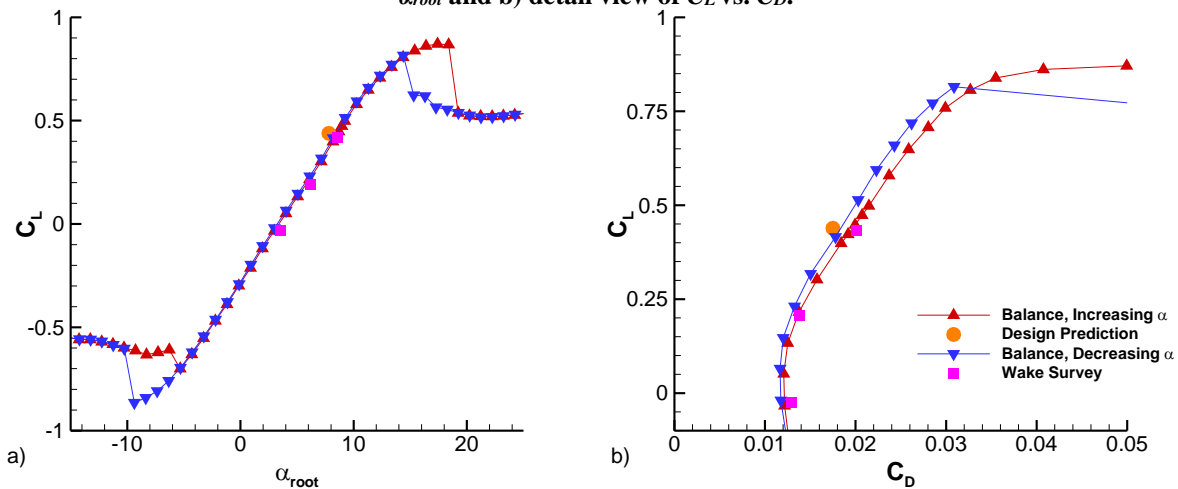 αroot and b) detail view of CL vs. CD.
1
0.5
0
-0.5
-1
CL
-10
0
10
20
αroot
a)
1
0.75
0.5
0.25
0
CL
Balance, Increasing α
Design Prediction
Balance, Decreasing α
Wake Survey
0
0.01
0.02
0.03
0.04
0.05
CD
b)